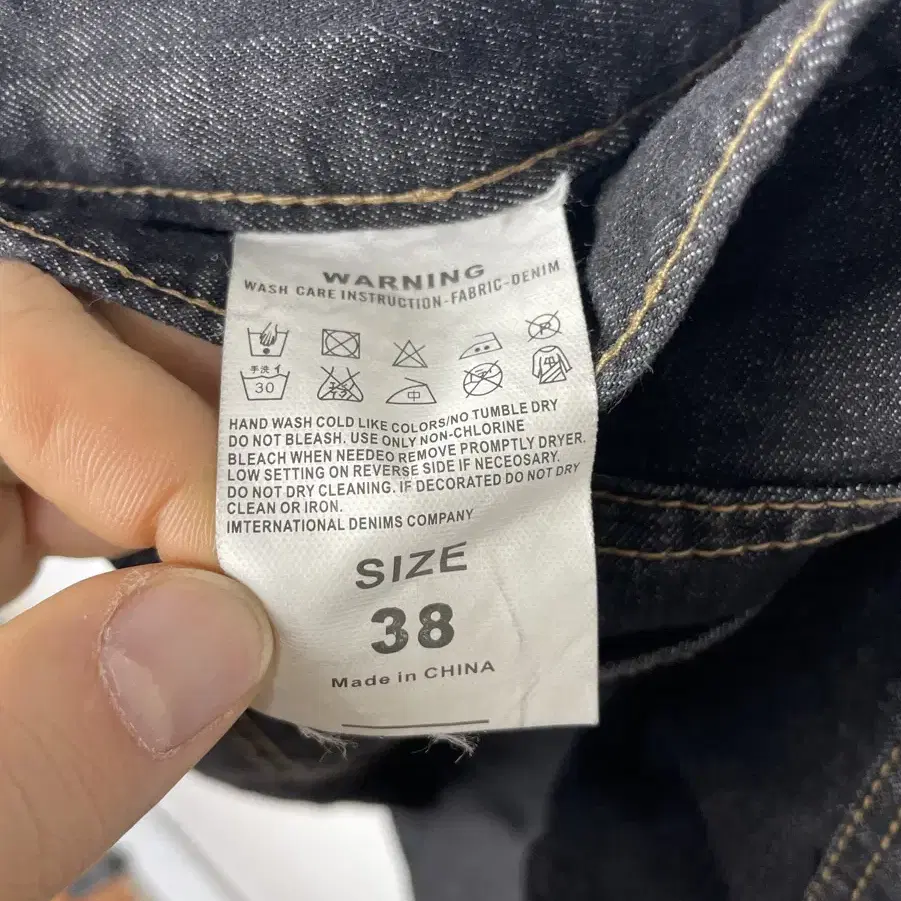 WARNING
WASH CARE INSTRUCTION-FABRIC-DENIM
P
手洗イ
30
中
HAND WASH COLD LIKE COLORS/NO TUMBLE DRY
DO NOT BLEASH. USE ONLY NON-CHLORINE
BLEACH WHEN NEEDEO REMOVE PROMPTLY DRYER.
LOW SETTING ON REVERSE SIDE IF NECEOSARY.
DO NOT DRY CLEANING. IF DECORATED DO NOT DRY
CLEAN OR IRON.
IMTERNATIONAL DENIMS COMPANY
SIZE
38
Made in CHINA